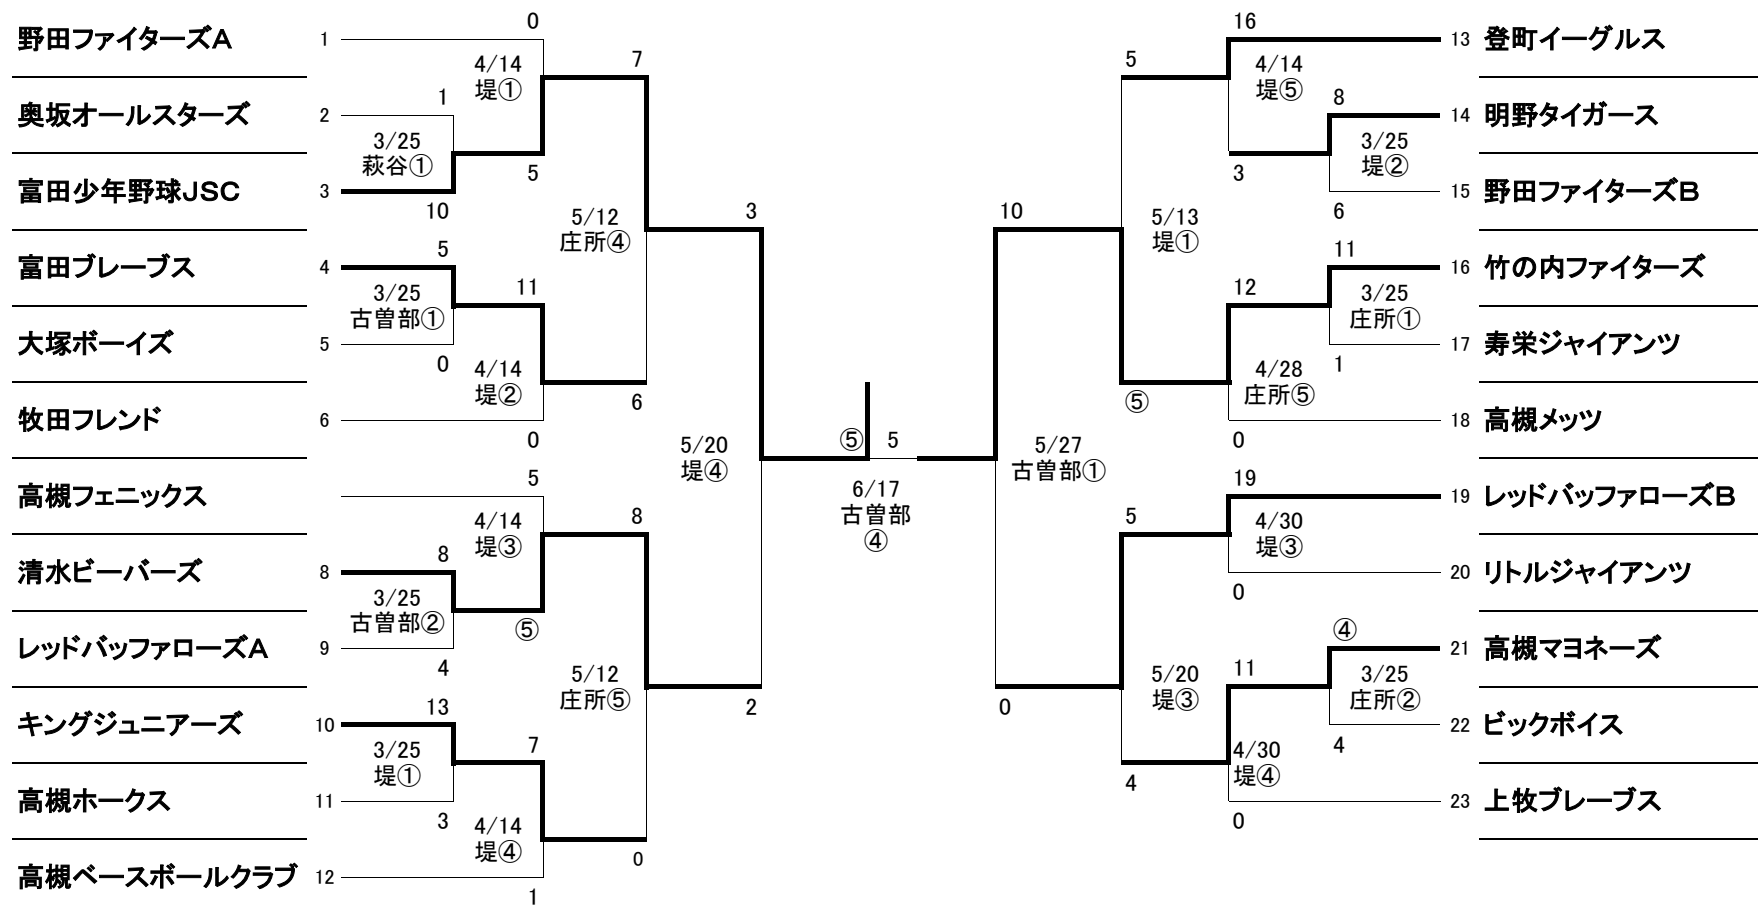 野田ファイターズA
1
0
4/14
堤①
7
奥坂オールスターズ
2
1
3/25
萩谷①
富田少年野球JSC
3
10
5
5/12
庄所④
3
富田ブレーブス
4
5
3/25
古曽部①
11
大塚ボーイズ
5
0
4/14
堤②
6
牧田フレンド
6
0
5/20
堤④
高槻フェニックス
5
4/14
堤③
8
清水ビーバーズ
8
8
3/25
古曽部②
⑤
レッドバッファローズA
9
4
5/12
庄所⑤
2
キングジュニアーズ
10
13
3/25
堤①
7
高槻ホークス
11
3
4/14
堤④
0
高槻ベースボールクラブ
12
1
⑤
5
6/17
古曽部
④
16
13
登町イーグルス
5
4/14
堤⑤
8
14
明野タイガース
3/25
堤②
3
15
野田ファイターズB
6
10
5/13
堤①
11
16
竹の内ファイターズ
12
3/25
庄所①
17
寿栄ジャイアンツ
1
4/28
庄所⑤
⑤
18
高槻メッツ
0
5/27
古曽部①
19
19
レッドバッファローズB
5
4/30
堤③
20
リトルジャイアンツ
0
④
21
高槻マヨネーズ
11
3/25
庄所②
5/20
堤③
0
22
ビックボイス
4
4/30
堤④
4
23
上牧ブレーブス
0